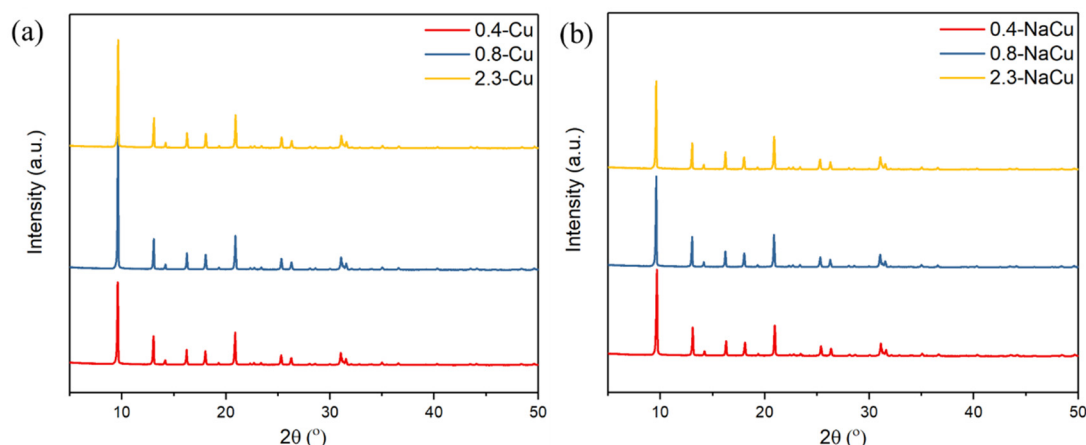 (a)
0.4-Cu
0.8-Cu
2.3-Cu
Intensity (a.u.)
10 20 30 40 50
2θ (°)
(b)
0.4-NaCu
0.8-NaCu
2.3-NaCu
Intensity (a.u.)
10 20 30 40 50
2θ (°)